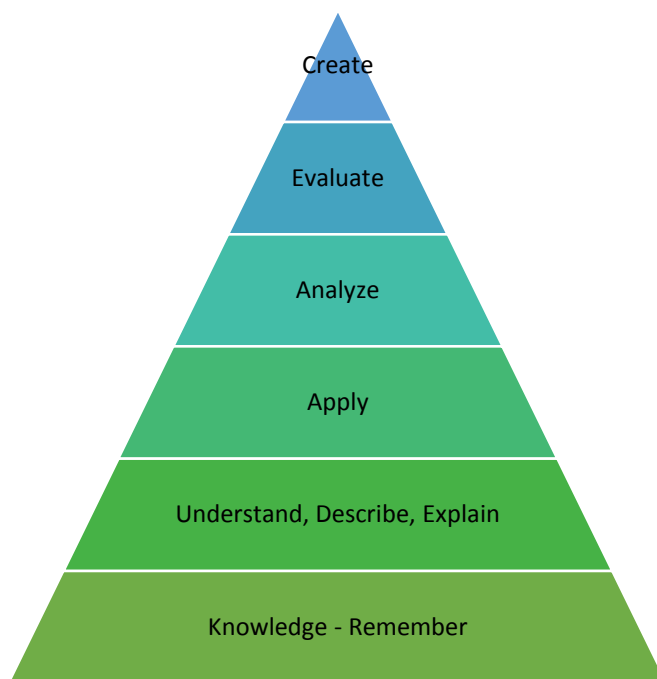 Create
Evaluate
Analyze
Apply
Understand, Describe, Explain
Knowledge - Remember